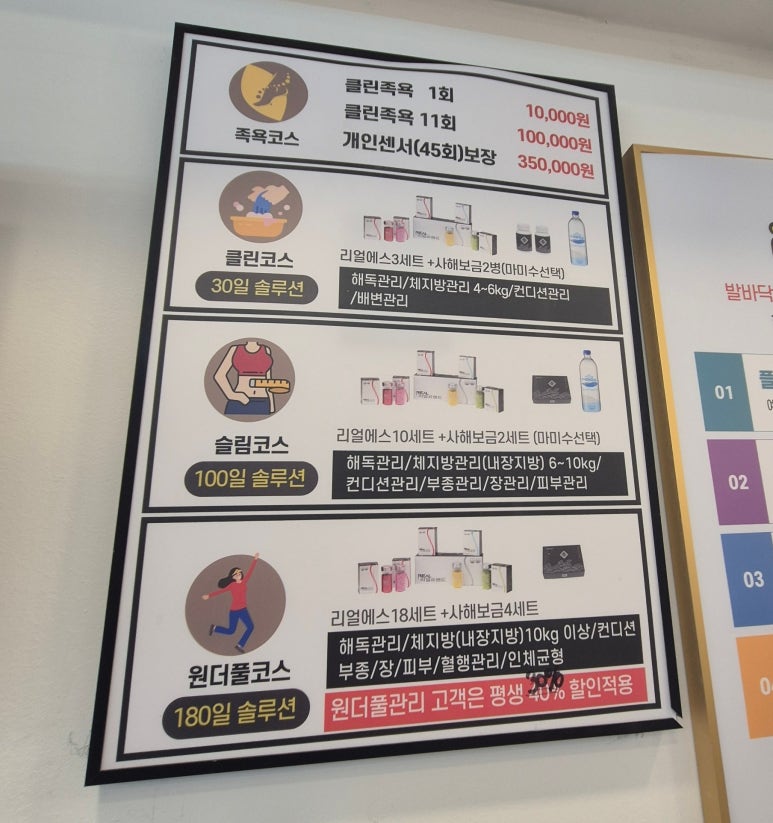 족욕코스
클린족욕 1회 10,000원
클린족욕 11회 100,000원
개인센서(45회)보장 350,000원
클린코스
30일 솔루션
리얼에스3세트 +사해보금2병(마미수선택)
해독관리/체지방관리 4~6kg/컨디션관리
/배변관리
슬림코스
100일 솔루션
리얼에스10세트 +사해보금2세트 (마미수선택)
해독관리/체지방관리(내장지방) 6~10kg/
컨디션관리/부종관리/장관리/피부관리
원더풀코스
180일 솔루션
리얼에스18세트 +사해보금4세트
해독관리/체지방(내장지방)10kg 이상/컨디션
부종/장/피부/혈행관리/인체균형
원더풀관리 고객은 평생 40% 할인적용
발바닥
01
02
03